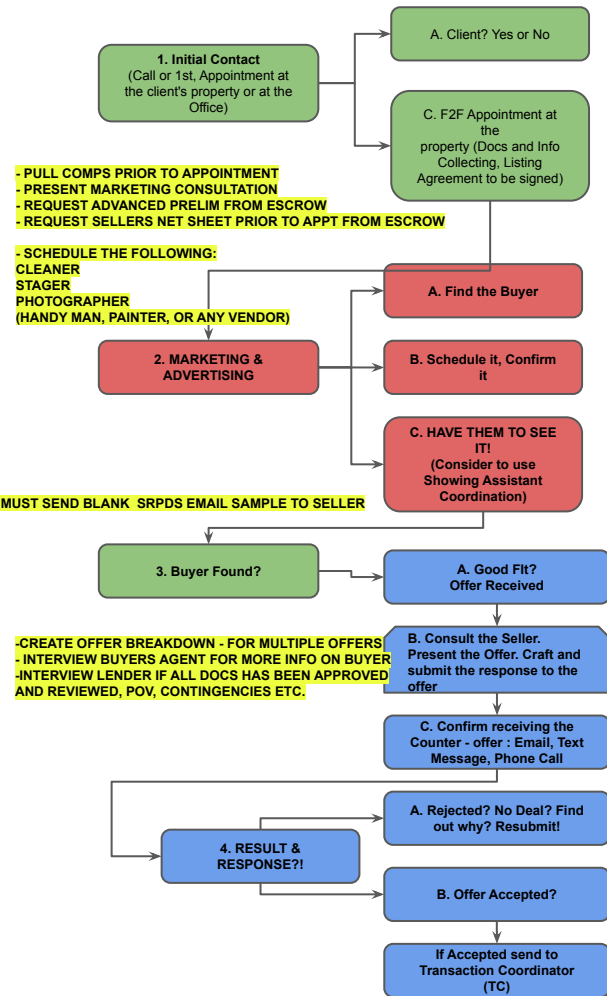 1. Initial Contact
(Call or 1st, Appointment at
the client's property or at the
Office)
A. Client? Yes or No
C. F2F Appointment at
the
property (Docs and Info
Collecting, Listing
Agreement to be signed)
- PULL COMPS PRIOR TO APPOINTMENT
- PRESENT MARKETING CONSULTATION
- REQUEST ADVANCED PRELIM FROM ESCROW
- REQUEST SELLERS NET SHEET PRIOR TO APPT FROM ESCROW
- SCHEDULE THE FOLLOWING:
CLEANER
STAGER
PHOTOGRAPHER
(HANDY MAN, PAINTER, OR ANY VENDOR)
A. Find the Buyer
2. MARKETING &
ADVERTISING
B. Schedule it, Confirm
it
C. HAVE THEM TO SEE
IT!
(Consider to use
Showing Assistant
Coordination)
MUST SEND BLANK SRPDS EMAIL SAMPLE TO SELLER
3. Buyer Found?
A. Good FIt?
Offer Received
-CREATE OFFER BREAKDOWN - FOR MULTIPLE OFFERS
- INTERVIEW BUYERS AGENT FOR MORE INFO ON BUYER
-INTERVIEW LENDER IF ALL DOCS HAS BEEN APPROVED
AND REVIEWED, POV, CONTINGENCIES ETC.
B. Consult the Seller.
Present the Offer. Craft and
submit the response to the
offer
C. Confirm receiving the
Counter - offer : Email, Text
Message, Phone Call
A. Rejected? No Deal? Find
out why? Resubmit!
4. RESULT &
RESPONSE?!
B. Offer Accepted?
If Accepted send to
Transaction Coordinator
(TC)